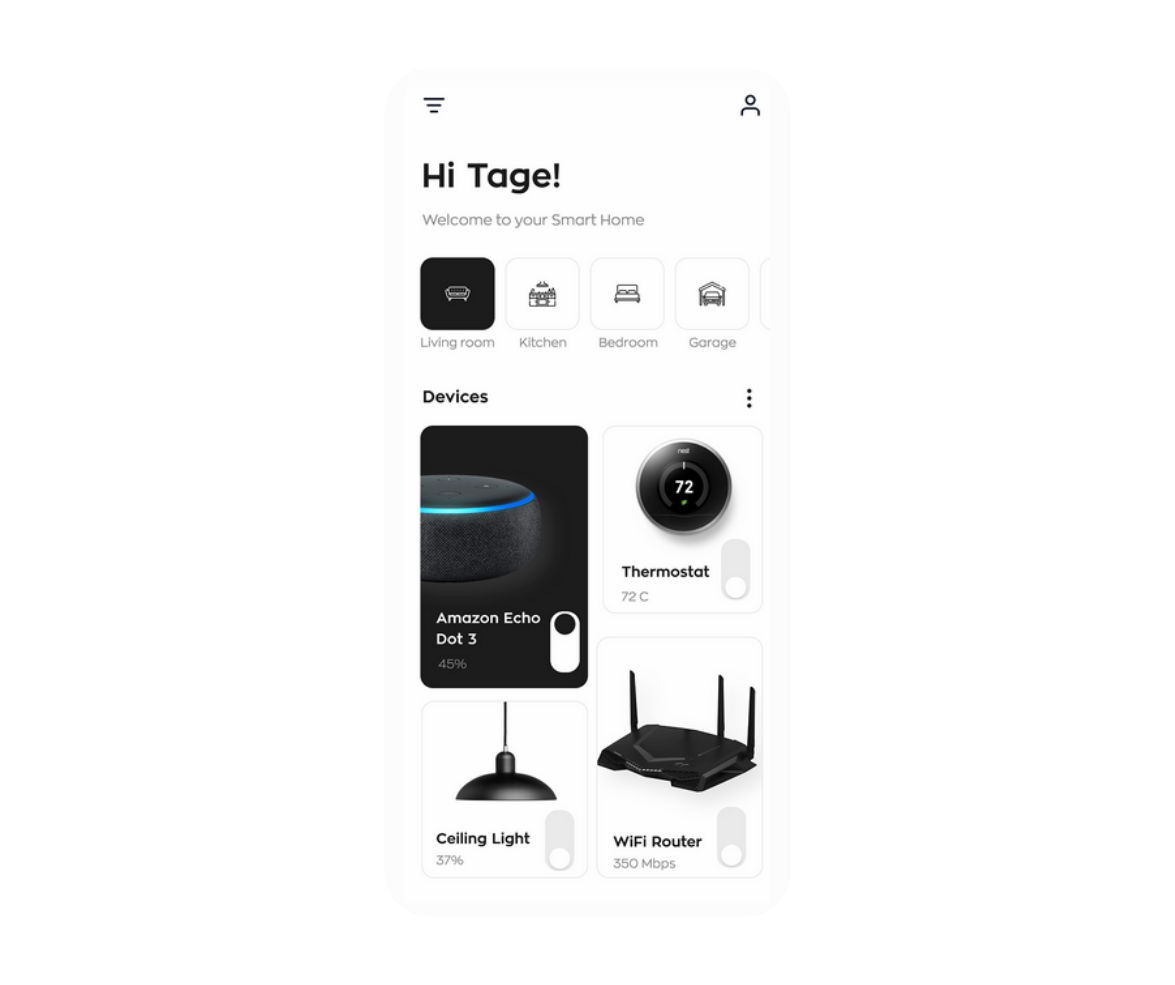 Hi Tage!
Welcome to your Smart Home
Living room
Kitchen
Bedroom
Garage
Devices
Amazon Echo
Dot 3
45%
nest
72
Thermostat
72 C
Ceiling Light
37%
WiFi Router
350 Mbps